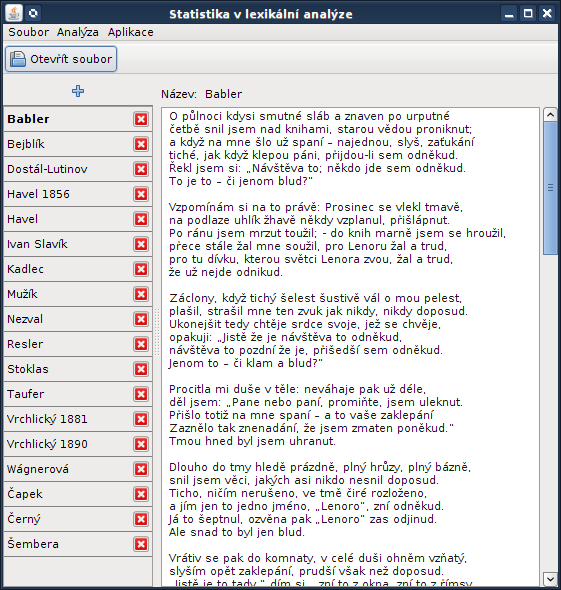 Statistika v lexikální analýze
Soubor Analýza Aplikace
Otevřít soubor
Babler
Bejblík
Dostál-Lutinov
Havel 1856
Havel
Ivan Slavík
Kadlec
Mužík
Nezval
Resler
Stoklas
Taufer
Vrchlický 1881
Vrchlický 1890
Wágnerová
Čapek
Černý
Šembera
Název: Babler
O půlnoci kdysi smutné sláb a znaven po urputné
četbě snil jsem nad knihami, starou vědou proniknut;
a když na mne šlo už spaní – najednou, slyš, zaťukání
tiché, jak když klepou páni, přijdou-li sem odněkud.
Řekl jsem si: „Návštěva to; někdo jde sem odněkud.
To je to – či jenom blud?“
Vzpomínám si na to právě: Prosinec se vlekl tmavě,
na podlaze uhlík žhavě někdy vzplanul, přišlápnut.
Po ránu jsem mrzut toužil; - do knih marně jsem se hroužil,
přece stále žal mne soužil, pro Lenoru žal a trud,
pro tu dívku, kterou světci Lenora zvou, žal a trud,
že už nejde odnikud.
Záclony, když tichý šelest šustivě vál o mou pelest,
plašil, strašil mne ten zvuk jak nikdy, nikdy doposud.
Ukonejšit tedy chtěje srdce svoje, jež se chvěje,
opakuji: „Jistě že je návštěva to odněkud,
návštěva to pozdní že je, přišedší sem odněkud.
Jenom to – či klam a blud?“
Procitla mi duše v těle: neváhaje pak už déle,
děl jsem: „Pane nebo paní, promiňte, jsem uleknut.
Přišlo totiž na mne spaní – a to vaše zaklepání
Zaznělo tak znenadání, že jsem zmaten poněkud.“
Tmou hned byl jsem uhranut.
Dlouho do tmy hledě prázdně, plný hrůzy, plný bázně,
snil jsem věci, jakých asi nikdo nesnil doposud.
Ticho, ničím nerušeno, ve tmě čiré rozloženo,
a jím jen to jedno jméno, „Lenoro“, zní odněkud.
Já to šeptnul, ozvěna pak „Lenoro“ zas odjinud.
Ale snad to byl jen blud.
Vrátiv se pak do komnaty, v celé duši ohněm vzňatý,
slyším opět zaklepání, prudší však než doposud.
„Jistě je to tady,“ dím si, „zní to z okna, zní to z římsy